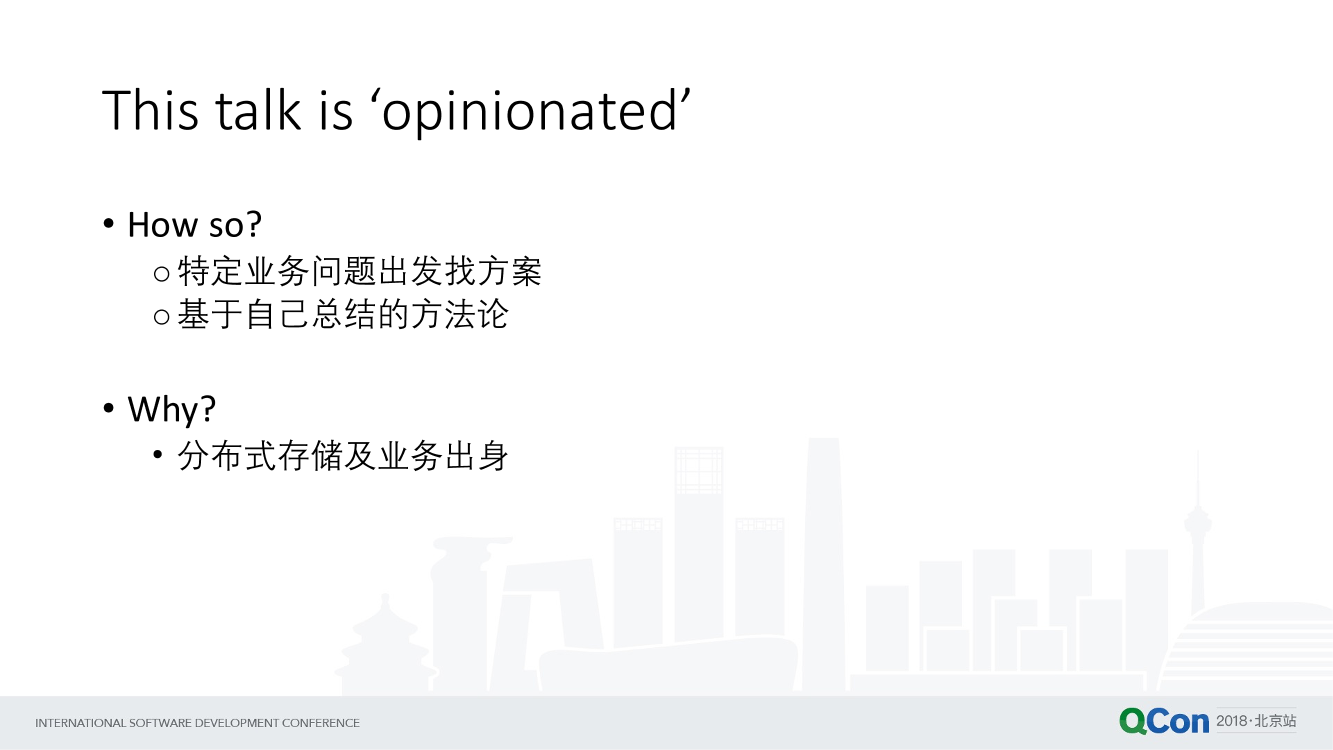 This talk is ‘opinionated’
• How so?
○ 特定业务问题出发找方案
○ 基于自己总结的方法论
• Why?
• 分布式存储及业务出身
INTERNATIONAL SOFTWARE DEVELOPMENT CONFERENCE
QCon 2018·北京站